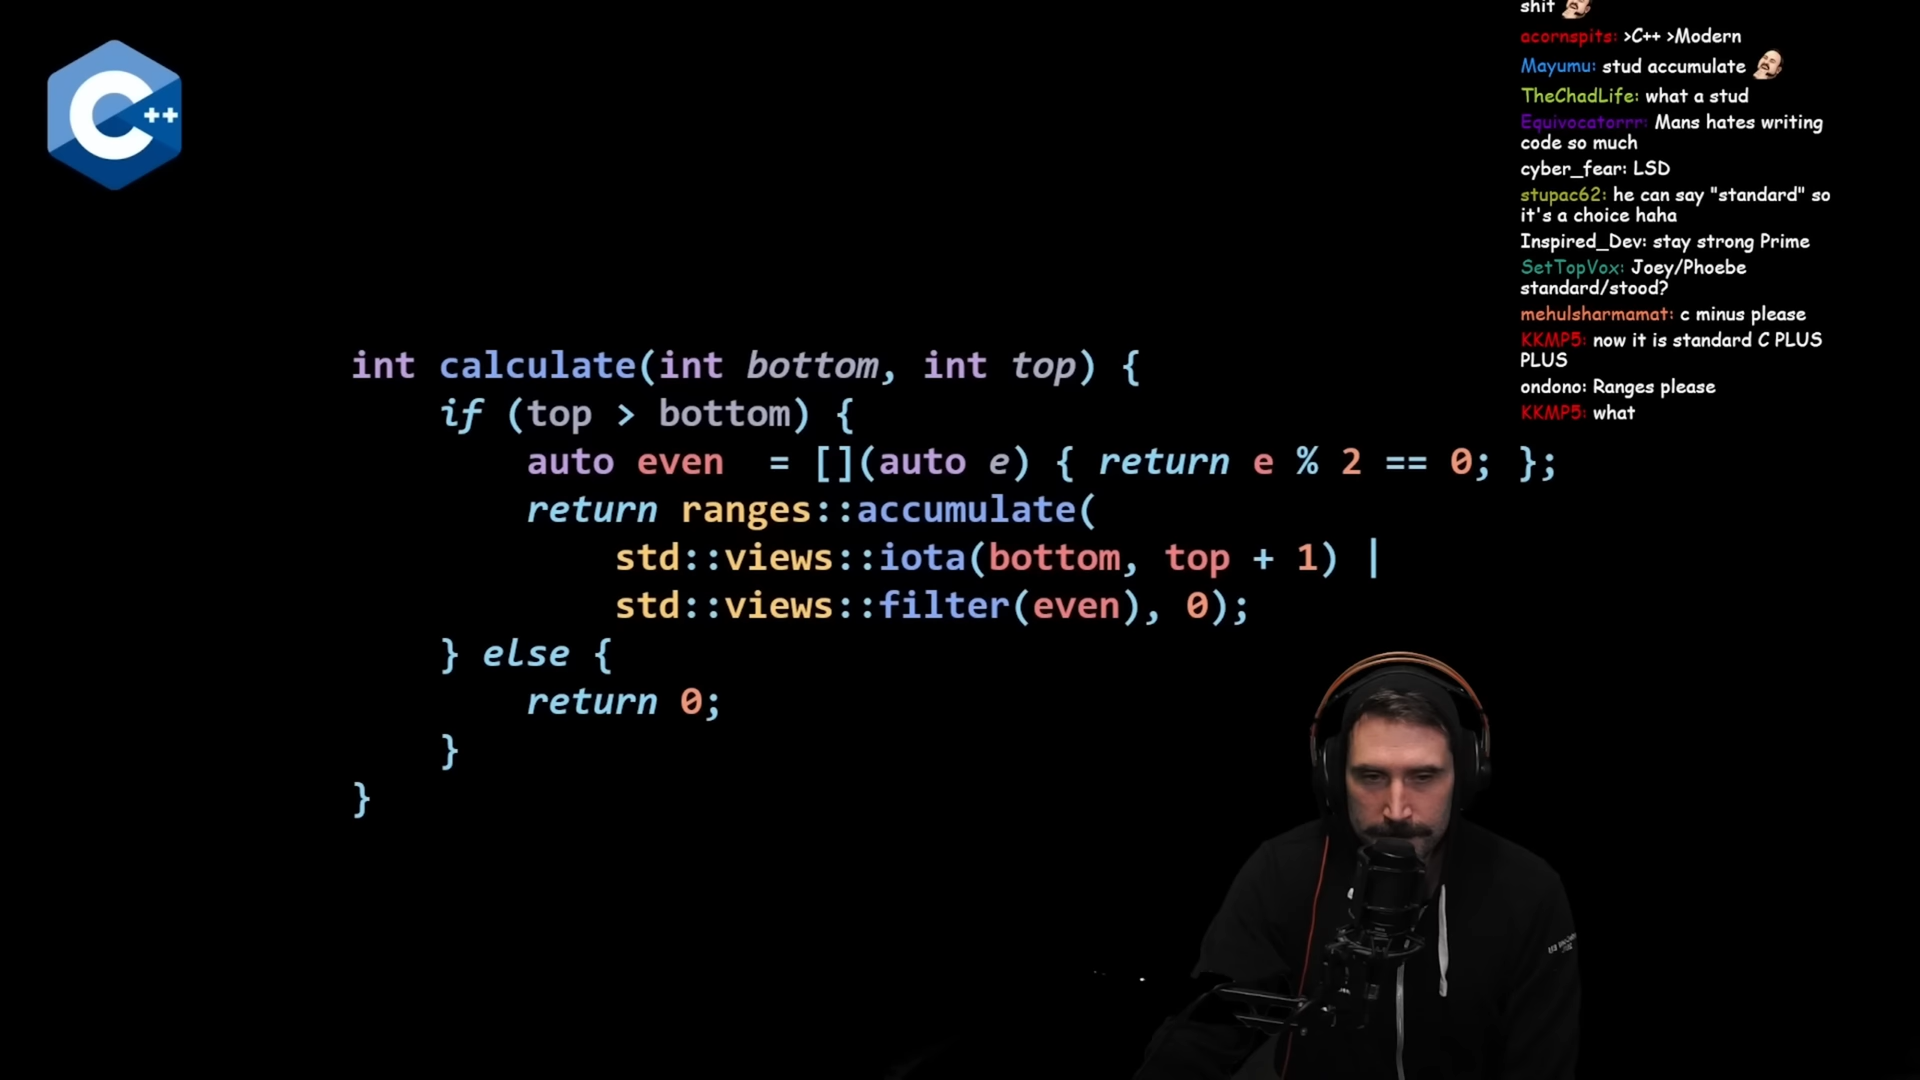 C++
int calculate(int bottom, int top) {
if (top > bottom) {
auto even  = [](auto e) { return e % 2 == 0; };
return ranges::accumulate(
std::views::iota(bottom, top + 1) |
std::views::filter(even), 0);
} else {
return 0;
}
}
shit
acornspits: >C++ >Modern
Mayumu: stud accumulate
TheChadLife: what a stud
Equivocatorrr: Mans hates writing
code so much
cyber_fear: LSD
stupac62: he can say "standard" so
it's a choice haha
Inspired_Dev: stay strong Prime
SetTopVox: Joey/Phoebe
standard/stood?
mehulsharmamat: c minus please
KKMP5: now it is standard C PLUS
PLUS
ondono: Ranges please
KKMP5: what